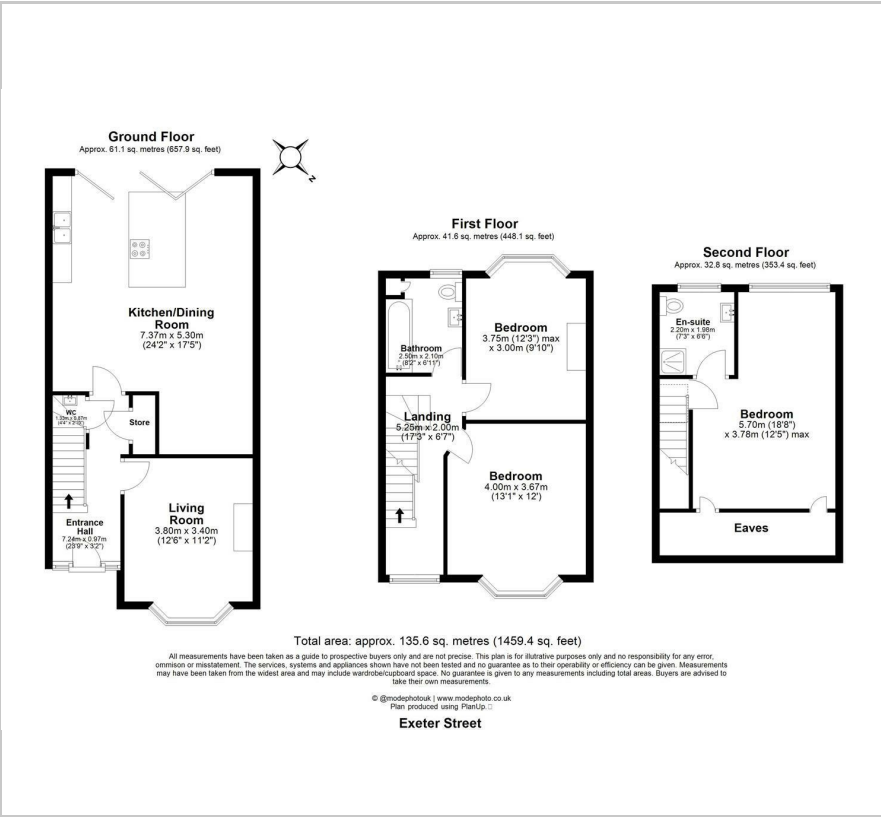 Ground Floor
Approx. 61.1 sq. metres (657.9 sq. feet)
N
Kitchen/Dining
Room
7.37m x 5.30m
(24'2" x 17'5")
WC
1.33m x 0.87m
(4'4" x 2'10")
Store
Living
Room
3.80m x 3.40m
(12'6" x 11'2")
Entrance
Hall
7.24m x 0.97m
(23'9" x 3'2")
First Floor
Approx. 41.6 sq. metres (448.1 sq. feet)
Bathroom
2.50m x 2.10m
(8'2" x 6'11")
Bedroom
3.75m (12'3") max
x 3.00m (9'10")
Landing
5.25m x 2.00m
(17'3" x 6'7")
Bedroom
4.00m x 3.67m
(13'1" x 12')
Second Floor
Approx. 32.8 sq. metres (353.4 sq. feet)
En-suite
2.20m x 1.98m
(7'3" x 6'6")
Bedroom
5.70m (18'8")
x 3.78m (12'5") max
Eaves
Total area: approx. 135.6 sq. metres (1459.4 sq. feet)
All measurements have been taken as a guide to prospective buyers only and are not precise. This plan is for illutrative purposes only and no responsibility for any error,
ommison or misstatement. The services, systems and appliances shown have not been tested and no guarantee as to their operability or efficiency can be given. Measurements
may have been taken from the widest area and may include wardrobe/cupboard space. No guarantee is given to any measurements including total areas. Buyers are advised to
take their own measurements.
© @modephotouk | www.modephoto.co.uk
Plan produced using PlanUp.
Exeter Street